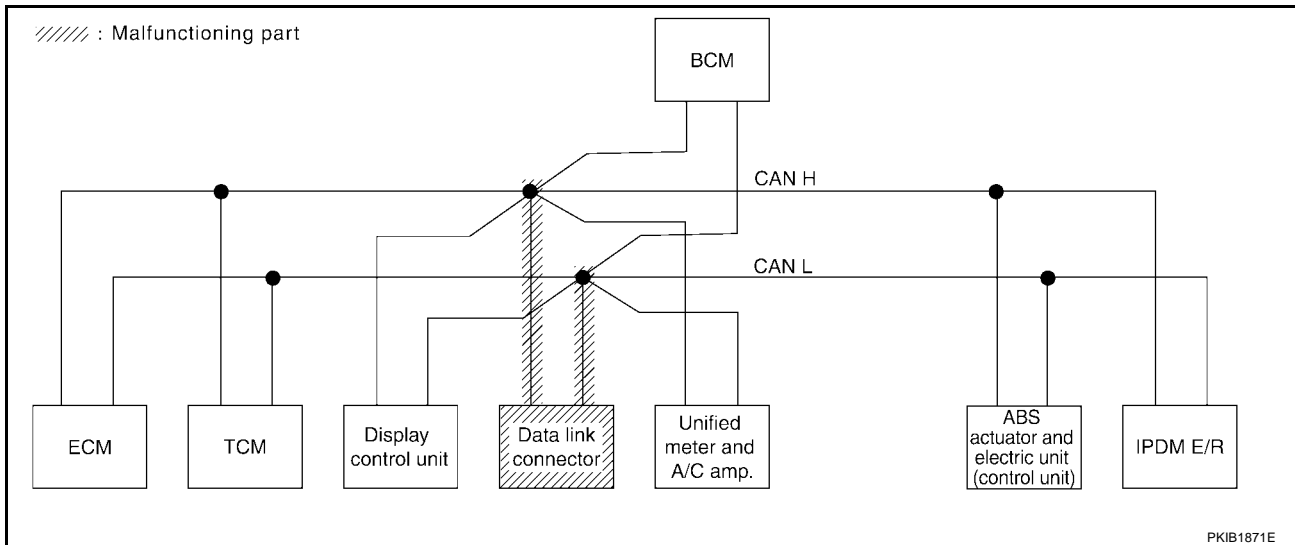 : Malfunctioning part
BCM
CAN H
CAN L
ECM
TCM
Display
control unit
Data link
connector
Unified
meter and
A/C amp.
ABS
actuator and
electric unit
(control unit)
IPDM E/R
PKIB1871E